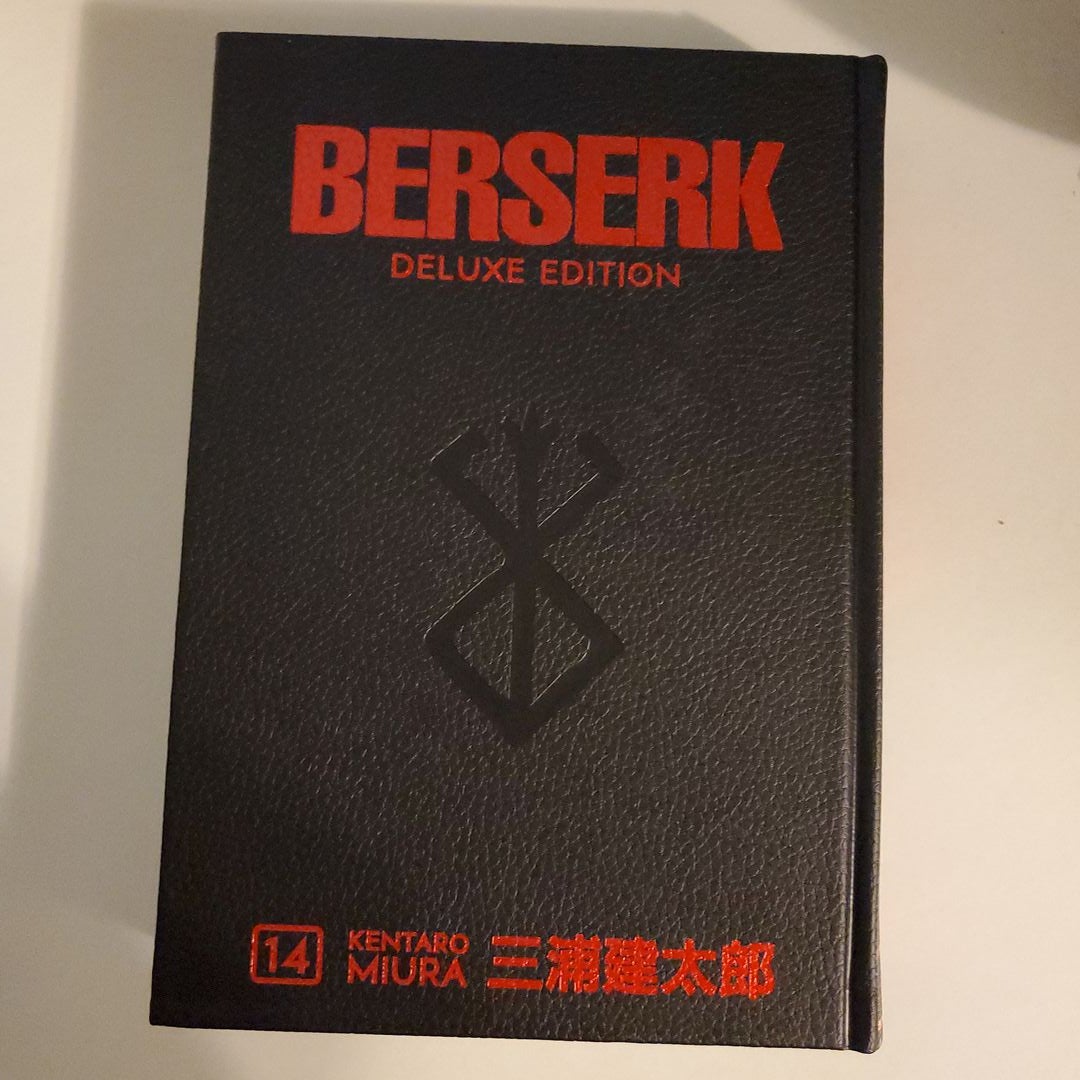 BERSERK
DELUXE EDITION
14
KENTARO
MIURA
三浦建太郎